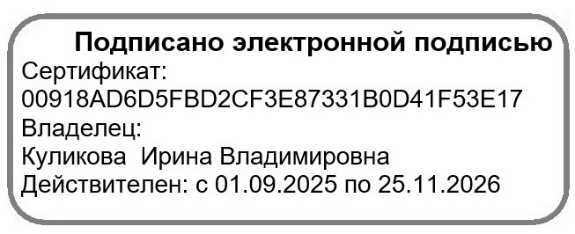 Подписано электронной подписью
Сертификат:
00918AD6D5FBD2CF3E87331B0D41F53E17
Владелец:
Куликова Ирина Владимировна
Действителен: с 01.09.2025 по 25.11.2026